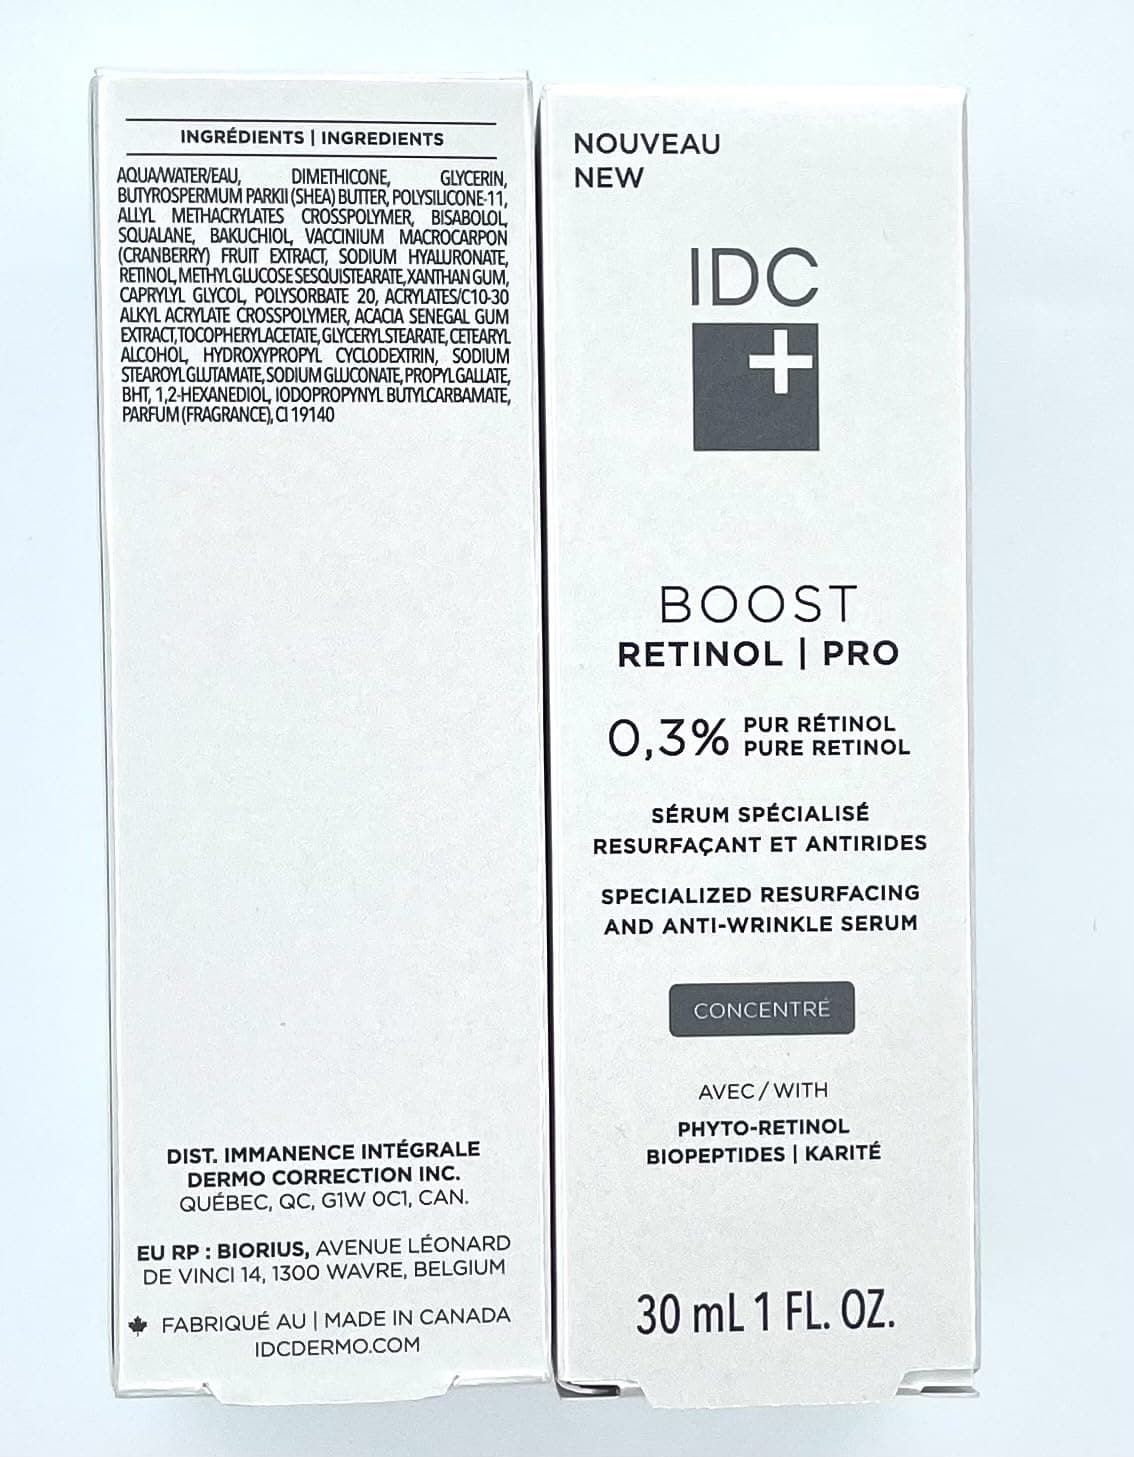 INGRÉDIENTS | INGREDIENTS
AQUA/WATER/EAU, DIMETHICONE, GLYCERIN,
BUTYROSPERMUM PARKII (SHEA) BUTTER, POLYSILICONE-11,
ALLYL METHACRYLATES CROSSPOLYMER, BISABOLOL,
SQUALANE, BAKUCHIOL, VACCINIUM MACROCARPON
(CRANBERRY) FRUIT EXTRACT, SODIUM HYALURONATE,
RETINOL, METHYL GLUCOSE SESQUISTEARATE, XANTHAN GUM,
CAPRYLYL GLYCOL, POLYSORBATE 20, ACRYLATES/C10-30
ALKYL ACRYLATE CROSSPOLYMER, ACACIA SENEGAL GUM
EXTRACT, TOCOPHERYL ACETATE, GLYCERYL STEARATE, CETEARYL
ALCOHOL, HYDROXYPROPYL CYCLODEXTRIN, SODIUM
STEAROYL GLUTAMATE, SODIUM GLUCONATE, PROPYL GALLATE,
BHT, 1,2-HEXANEDIOL, IODOPROPYNYL BUTYLCARBAMATE,
PARFUM (FRAGRANCE), CI 19140
DIST. IMMANENCE INTÉGRALE
DERMO CORRECTION INC.
QUÉBEC, QC, G1W 0C1, CAN.
EU RP : BIORIUS, AVENUE LÉONARD
DE VINCI 14, 1300 WAVRE, BELGIUM
FABRIQUÉ AU | MADE IN CANADA
IDCDERMO.COM
NOUVEAU
NEW
IDC
+
BOOST
RETINOL | PRO
0,3% PUR RÉTINOL
PURE RETINOL
SÉRUM SPÉCIALISÉ
RESURFAÇANT ET ANTIRIDES
SPECIALIZED RESURFACING
AND ANTI-WRINKLE SERUM
CONCENTRÉ
AVEC / WITH
PHYTO-RETINOL
BIOPEPTIDES | KARITÉ
30 mL 1 FL. OZ.